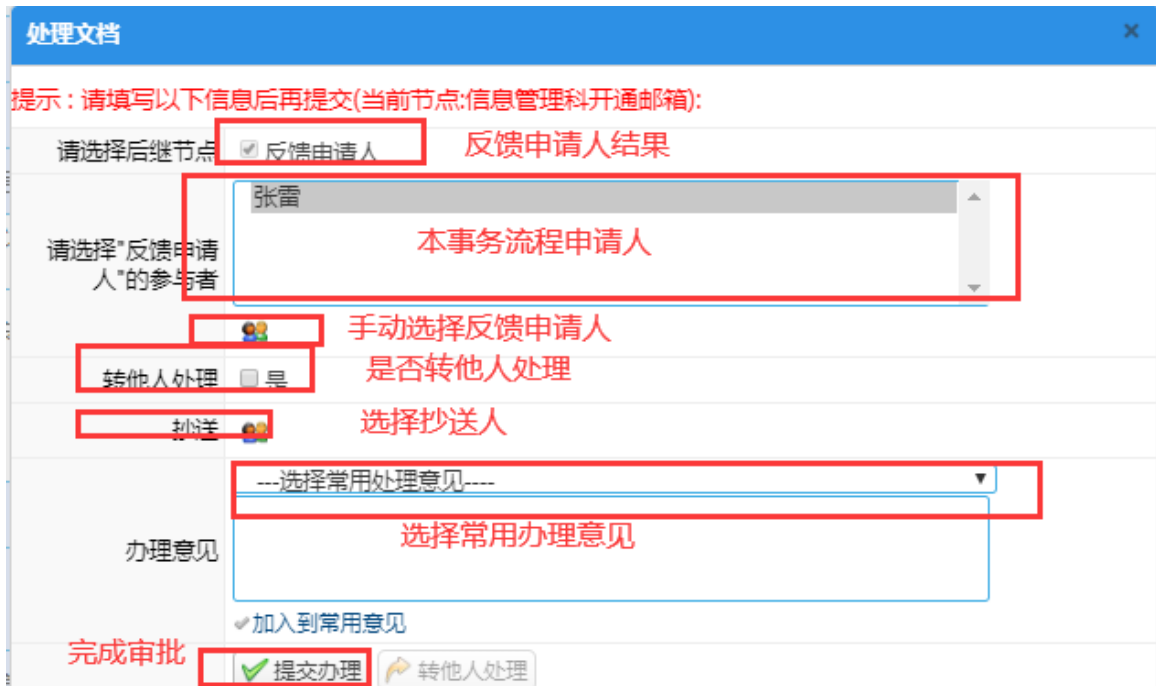 处理文档
提示：请填写以下信息后再提交(当前节点:信息管理科开通邮箱):
请选择后继节点 反馈申请人 反馈申请人结果
张雷
本事务流程申请人
请选择"反馈申请
人"的参与者
手动选择反馈申请人
转他人处理 是 是否转他人处理
抄送 选择抄送人
---选择常用处理意见----
选择常用办理意见
办理意见
加入到常用意见
完成审批
提交办理 转他人处理